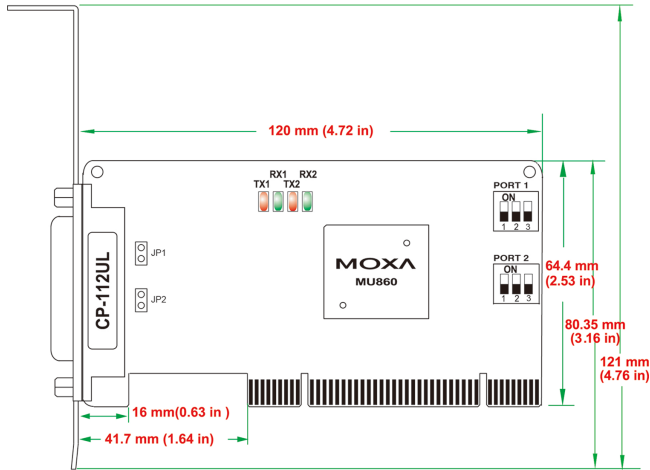 120 mm (4.72 in)
RX1 RX2
TX1 TX2
PORT 1
ON
1 2 3
MOXA
MU860
JP1
JP2
CP-112UL
PORT 2
ON
1 2 3
64.4 mm
(2.53 in)
80.35 mm
(3.16 in)
121 mm
(4.76 in)
16 mm(0.63 in )
41.7 mm (1.64 in)